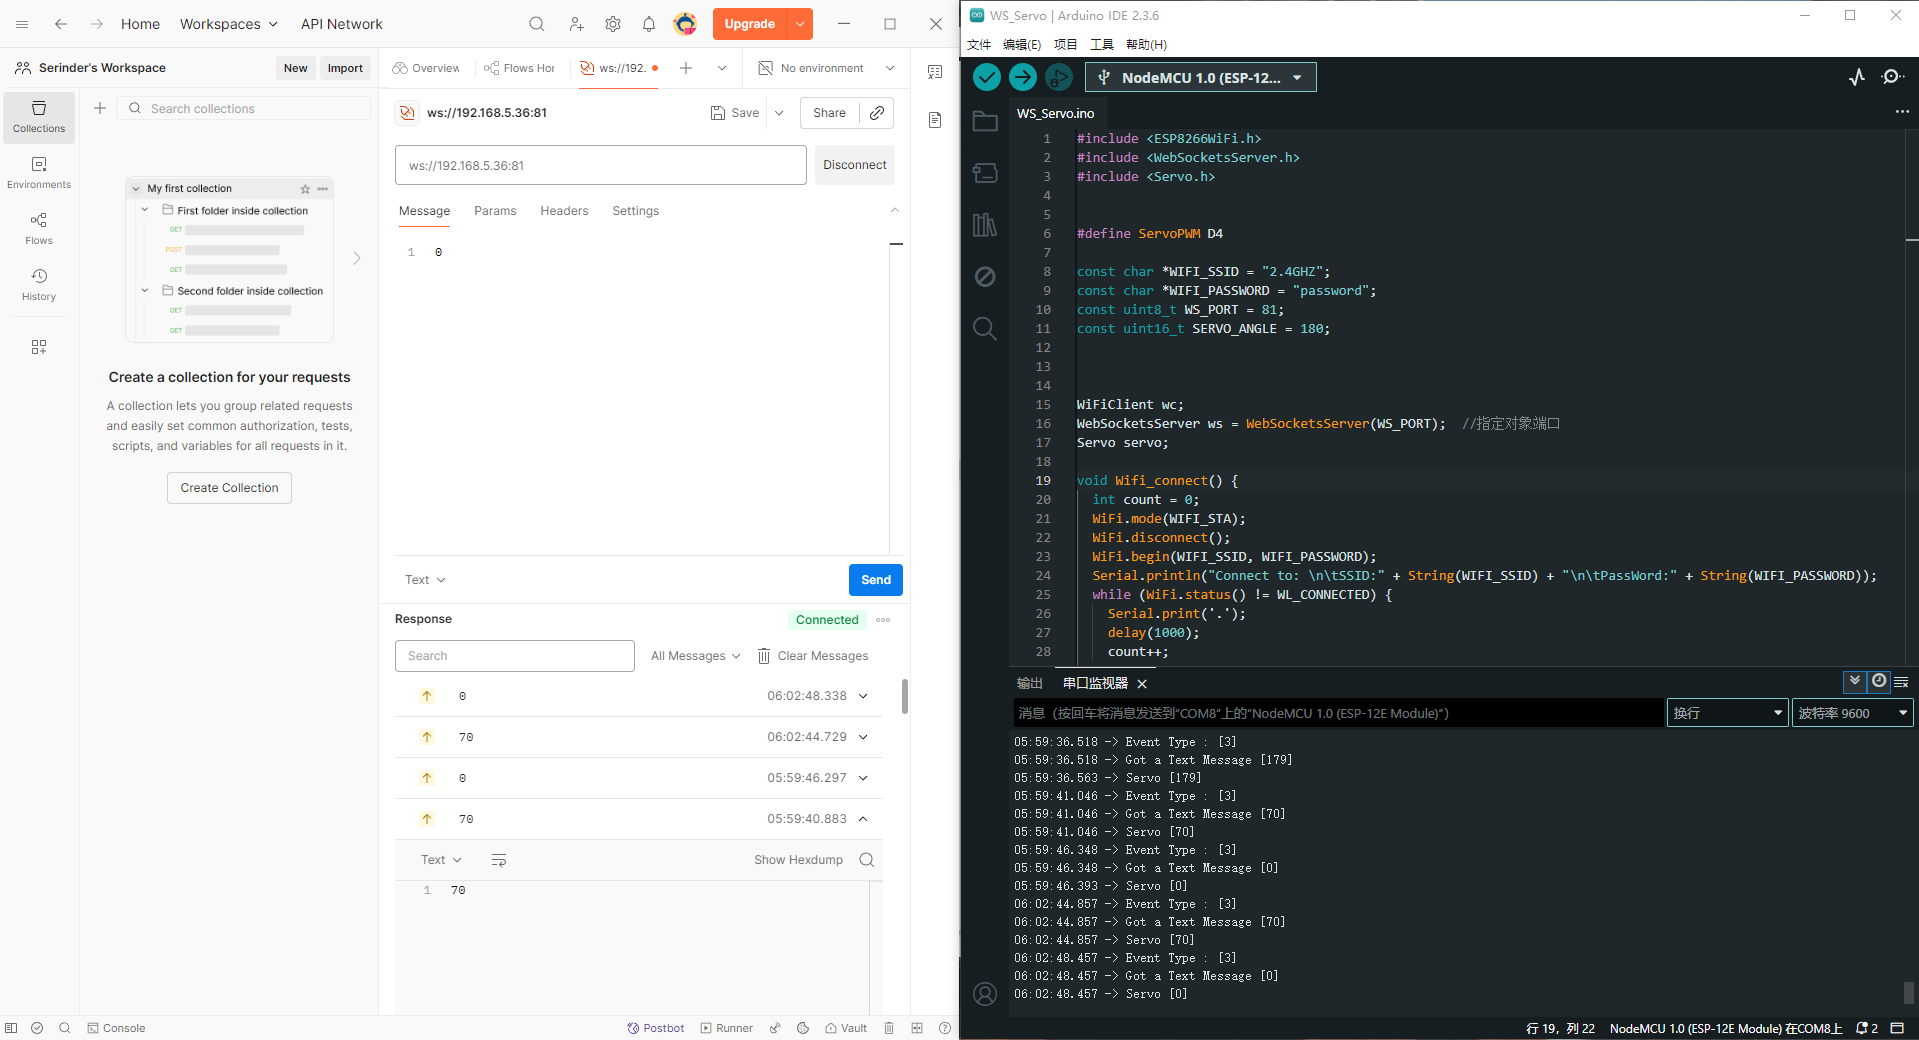 Home
Workspaces
API Network
Upgrade
Serinder's Workspace
New
Import
Overview
Flows Hor
ws://192.
No environment
Collections
Environments
Flows
History
Search collections
My first collection
First folder inside collection
GET
POST
GET
Second folder inside collection
GET
GET
Create a collection for your requests
A collection lets you group related requests
and easily set common authorization, tests,
scripts, and variables for all requests in it.
Create Collection
ws://192.168.5.36:81
Save
Share
ws://192.168.5.36:81
Disconnect
Message
Params
Headers
Settings
1 0
Text
Send
Response
Connected
Search
All Messages
Clear Messages
0 06:02:48.338
70 06:02:44.729
0 05:59:46.297
70 05:59:40.883
Text
Show Hexdump
1 70
Console
Postbot
Runner
Vault
WS_Servo | Arduino IDE 2.3.6
文件 编辑(E) 项目 工具 帮助(H)
NodeMCU 1.0 (ESP-12...
WS_Servo.ino
1 #include <ESP8266WiFi.h>
2 #include <WebSocketsServer.h>
3 #include <Servo.h>
4
5
6 #define ServoPWM D4
7
8 const char *WIFI_SSID = "2.4GHZ";
9 const char *WIFI_PASSWORD = "password";
10 const uint8_t WS_PORT = 81;
11 const uint16_t SERVO_ANGLE = 180;
12
13
14
15 WiFiClient wc;
16 WebSocketsServer ws = WebSocketsServer(WS_PORT); //指定对象端口
17 Servo servo;
18
19 void Wifi_connect() {
20 int count = 0;
21 WiFi.mode(WIFI_STA);
22 WiFi.disconnect();
23 WiFi.begin(WIFI_SSID, WIFI_PASSWORD);
24 Serial.println("Connect to: \n\tSSID:" + String(WIFI_SSID) + "\n\tPassWord:" + String(WIFI_PASSWORD));
25 while (WiFi.status() != WL_CONNECTED) {
26 Serial.print('.');
27 delay(1000);
28 count++;
输出
串口监视器
消息（按回车将消息发送到“COM8”上的“NodeMCU 1.0 (ESP-12E Module)”）
换行
波特率 9600
05:59:36.518 -> Event Type : [3]
05:59:36.518 -> Got a Text Message [179]
05:59:36.563 -> Servo [179]
05:59:41.046 -> Event Type : [3]
05:59:41.046 -> Got a Text Message [70]
05:59:41.046 -> Servo [70]
05:59:46.348 -> Event Type : [3]
05:59:46.348 -> Got a Text Message [0]
05:59:46.393 -> Servo [0]
06:02:44.857 -> Event Type : [3]
06:02:44.857 -> Got a Text Message [70]
06:02:44.857 -> Servo [70]
06:02:48.457 -> Event Type : [3]
06:02:48.457 -> Got a Text Message [0]
06:02:48.457 -> Servo [0]
行 19，列 22
NodeMCU 1.0 (ESP-12E Module) 在COM8上
2